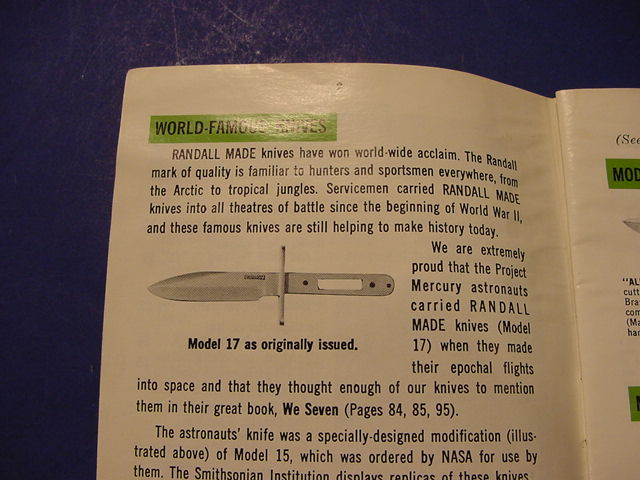 WORLD-FAMOUS KNIVES
RANDALL MADE knives have won world-wide acclaim. The Randall
mark of quality is familiar to hunters and sportsmen everywhere, from
the Arctic to tropical jungles. Servicemen carried RANDALL MADE
knives into all theatres of battle since the beginning of World War II,
and these famous knives are still helping to make history today.
We are extremely
proud that the Project
Mercury astronauts
carried RANDALL
MADE knives (Model
17) when they made
their epochal flights
Model 17 as originally issued.
into space and that they thought enough of our knives to mention
them in their great book, We Seven (Pages 84, 85, 95).
The astronauts' knife was a specially-designed modification (illus-
trated above) of Model 15, which was ordered by NASA for use by
them. The Smithsonian Institution displays replicas of these knives
(See
MOD
"AL
cutt
Bra
com
(Ma
har